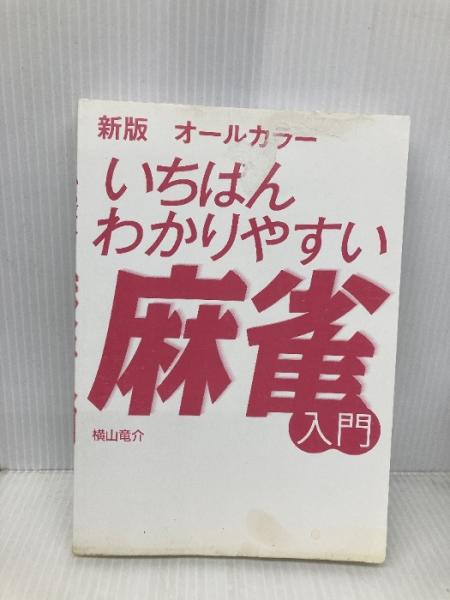 新版 オールカラー
いちばん
わかりやすい
麻雀
入門
横山竜介